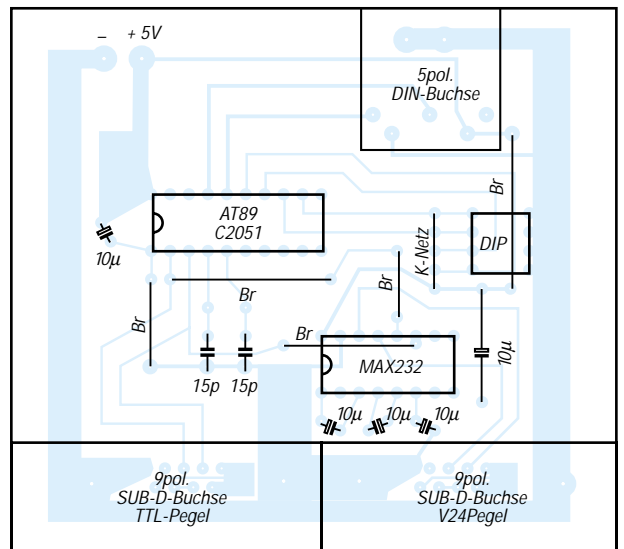 – + 5V
5pol.
DIN-Buchse
Br
AT89
C2051
K-Netz
DIP
10µ
Br
Br
Br
Br
10µ
MAX232
15p 15p
10µ 10µ 10µ
9pol.
SUB-D-Buchse
TTL-Pegel
9pol.
SUB-D-Buchse
V24Pegel